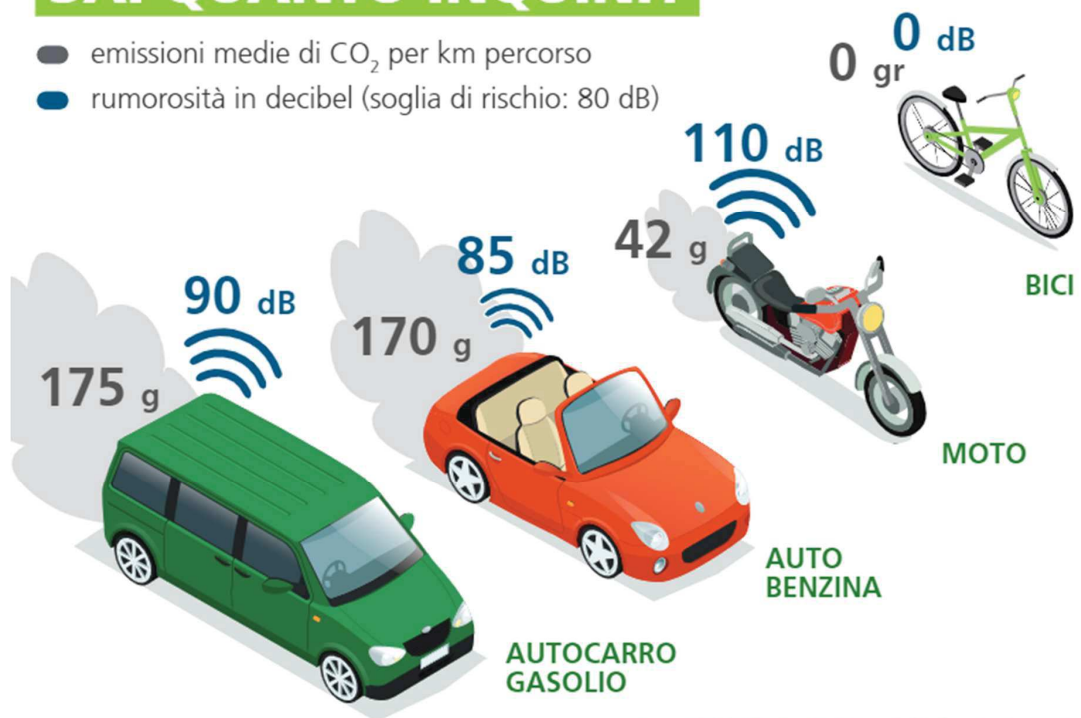 emissioni medie di CO₂ per km percorso
rumorosità in decibel (soglia di rischio: 80 dB)
0 dB
0 gr
BICI
110 dB
42 g
MOTO
85 dB
170 g
AUTO
BENZINA
90 dB
175 g
AUTOCARRO
GASOLIO